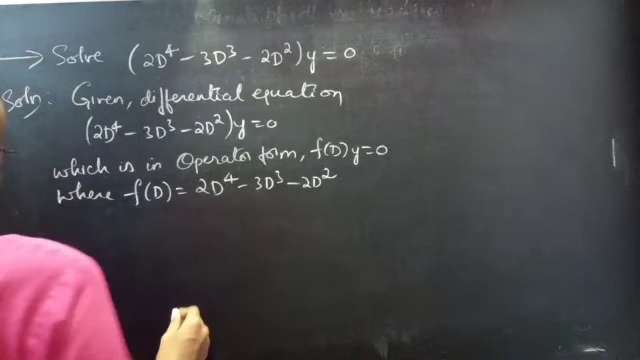 → Solve (2D⁴ - 3D³ - 2D²)y = 0
Soln: Given, differential equation
(2D⁴ - 3D³ - 2D²)y = 0
which is in Operator form, f(D)y = 0
where f(D) = 2D⁴ - 3D³ - 2D²